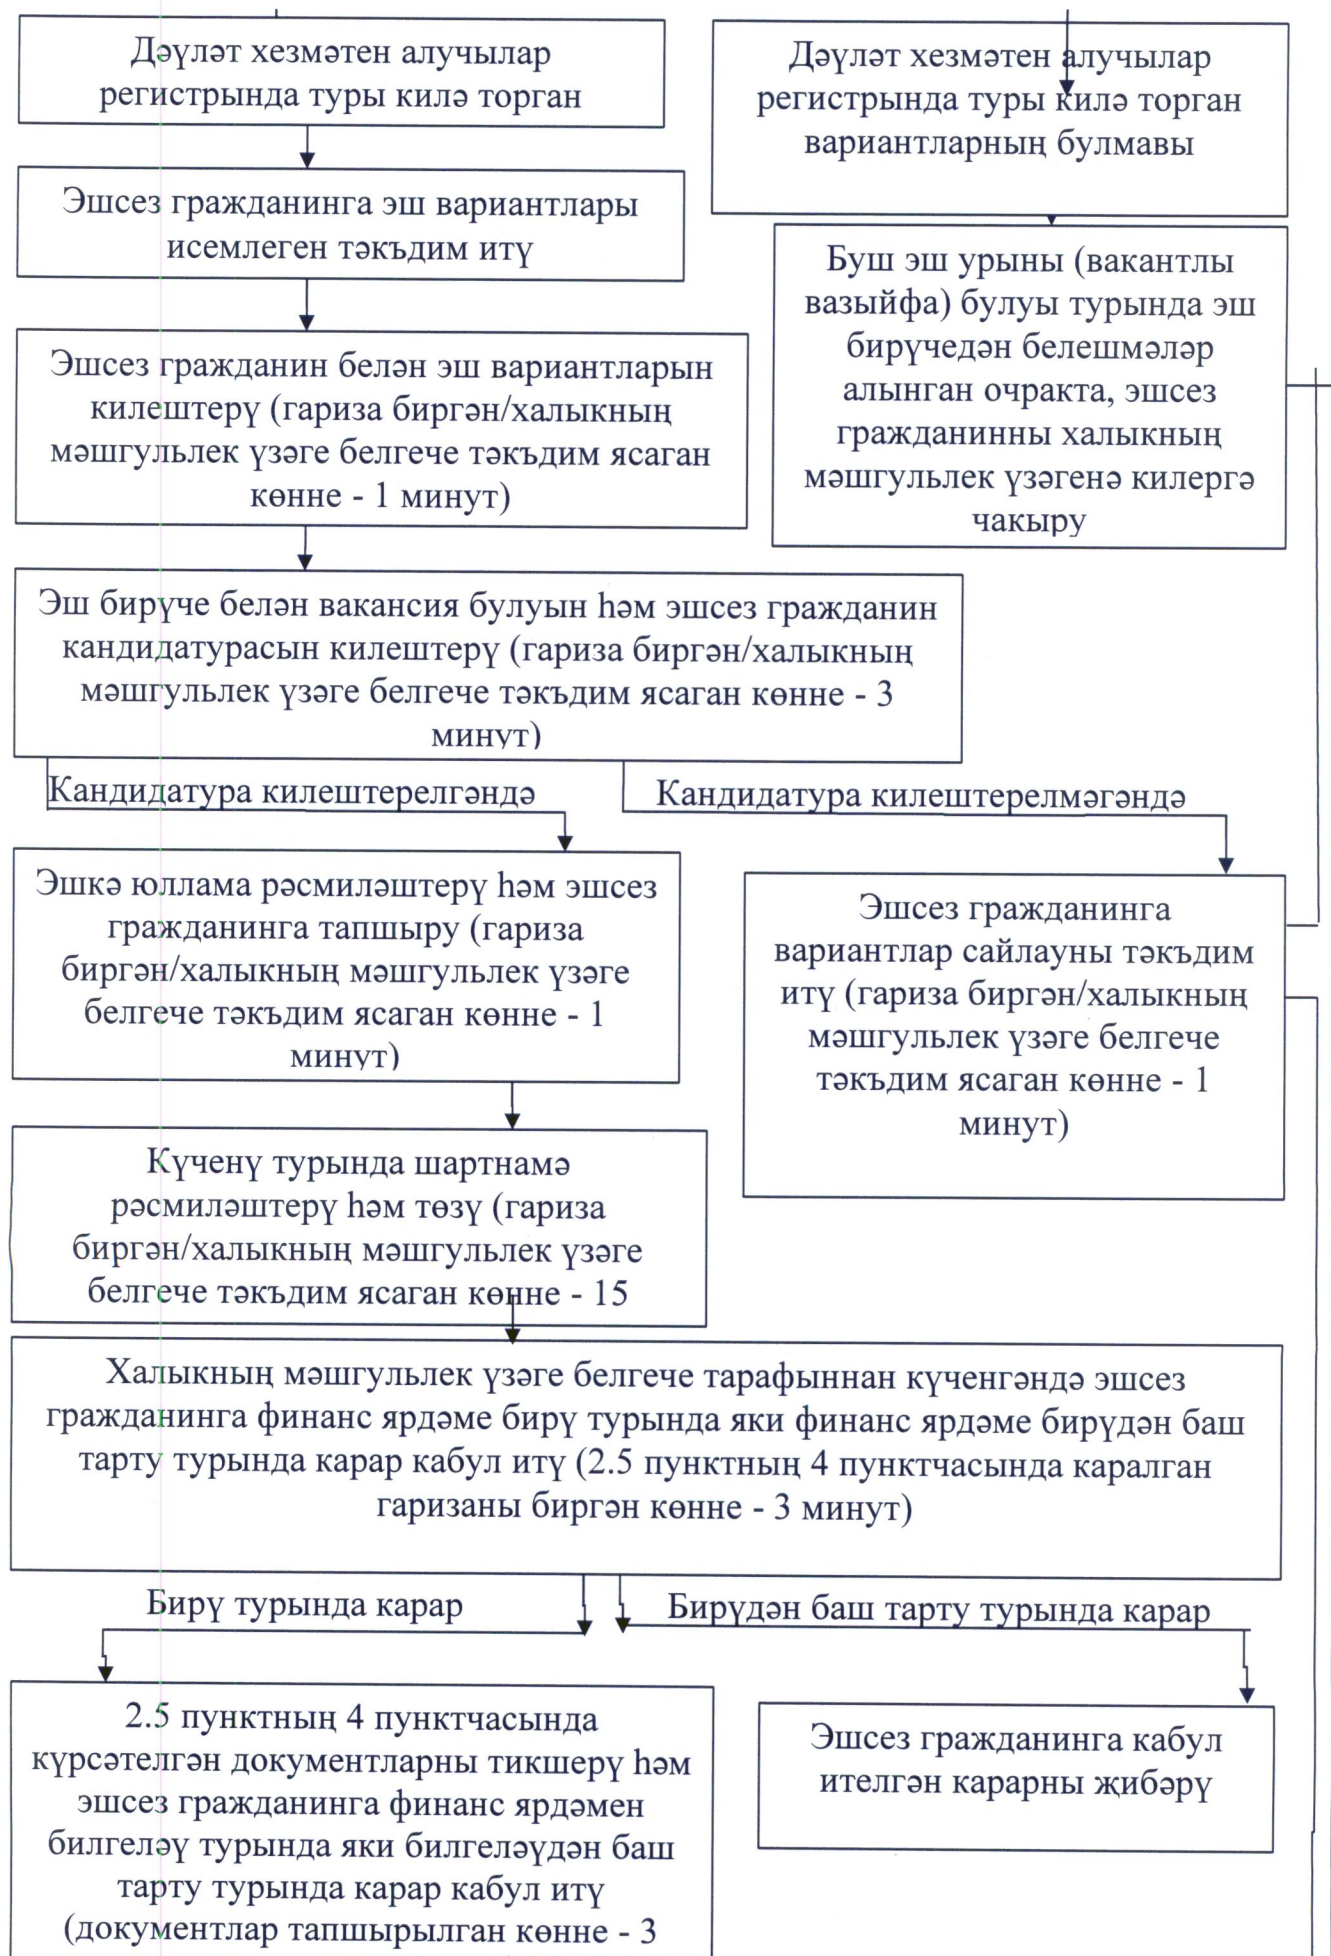 Дәүләт хезмәтен алучылар
регистрында туры килә торган
Дәүләт хезмәтен алучылар
регистрында туры килә торган
вариантларның булмавы
Эшсез гражданинга эш вариантлары
исемлеген тәкъдим итү
Буш эш урыны (вакантлы
вазыйфа) булуы турында эш
бирүчедән белешмәләр
алынган очракта, эшсез
гражданинны халыкның
мәшгульлек үзәгенә килергә
чакыру
Эшсез гражданин белән эш вариантларын
килештерү (гариза биргән/халыкның
мәшгульлек үзәге белгече тәкъдим ясаган
көнне - 1 минут)
Эш бирүче белән вакансия булуын һәм эшсез гражданин
кандидатурасын килештерү (гариза биргән/халыкның
мәшгульлек үзәге белгече тәкъдим ясаган көнне - 3
минут)
Кандидатура килештерелгәндә
Кандидатура килештерелмәгәндә
Эшкә юллама рәсмиләштерү һәм эшсез
гражданинга тапшыру (гариза
биргән/халыкның мәшгульлек үзәге
белгече тәкъдим ясаган көнне - 1
минут)
Эшсез гражданинга
вариантлар сайлауны тәкъдим
итү (гариза биргән/халыкның
мәшгульлек үзәге белгече
тәкъдим ясаган көнне - 1
минут)
Күченү турында шартнамә
рәсмиләштерү һәм төзү (гариза
биргән/халыкның мәшгульлек үзәге
белгече тәкъдим ясаган көнне - 15
Халыкның мәшгульлек үзәге белгече тарафыннан күченгәндә эшсез
гражданинга финанс ярдәме бирү турында яки финанс ярдәме бирүдән баш
тарту турында карар кабул итү (2.5 пунктның 4 пунктчасында каралган
гаризаны биргән көнне - 3 минут)
Бирү турында карар
Бирүдән баш тарту турында карар
2.5 пунктның 4 пунктчасында
күрсәтелгән документларны тикшерү һәм
эшсез гражданинга финанс ярдәмен
билгеләү турында яки билгеләүдән баш
тарту турында карар кабул итү
(документлар тапшырылган көнне - 3
Эшсез гражданинга кабул
ителгән карарны җибәрү